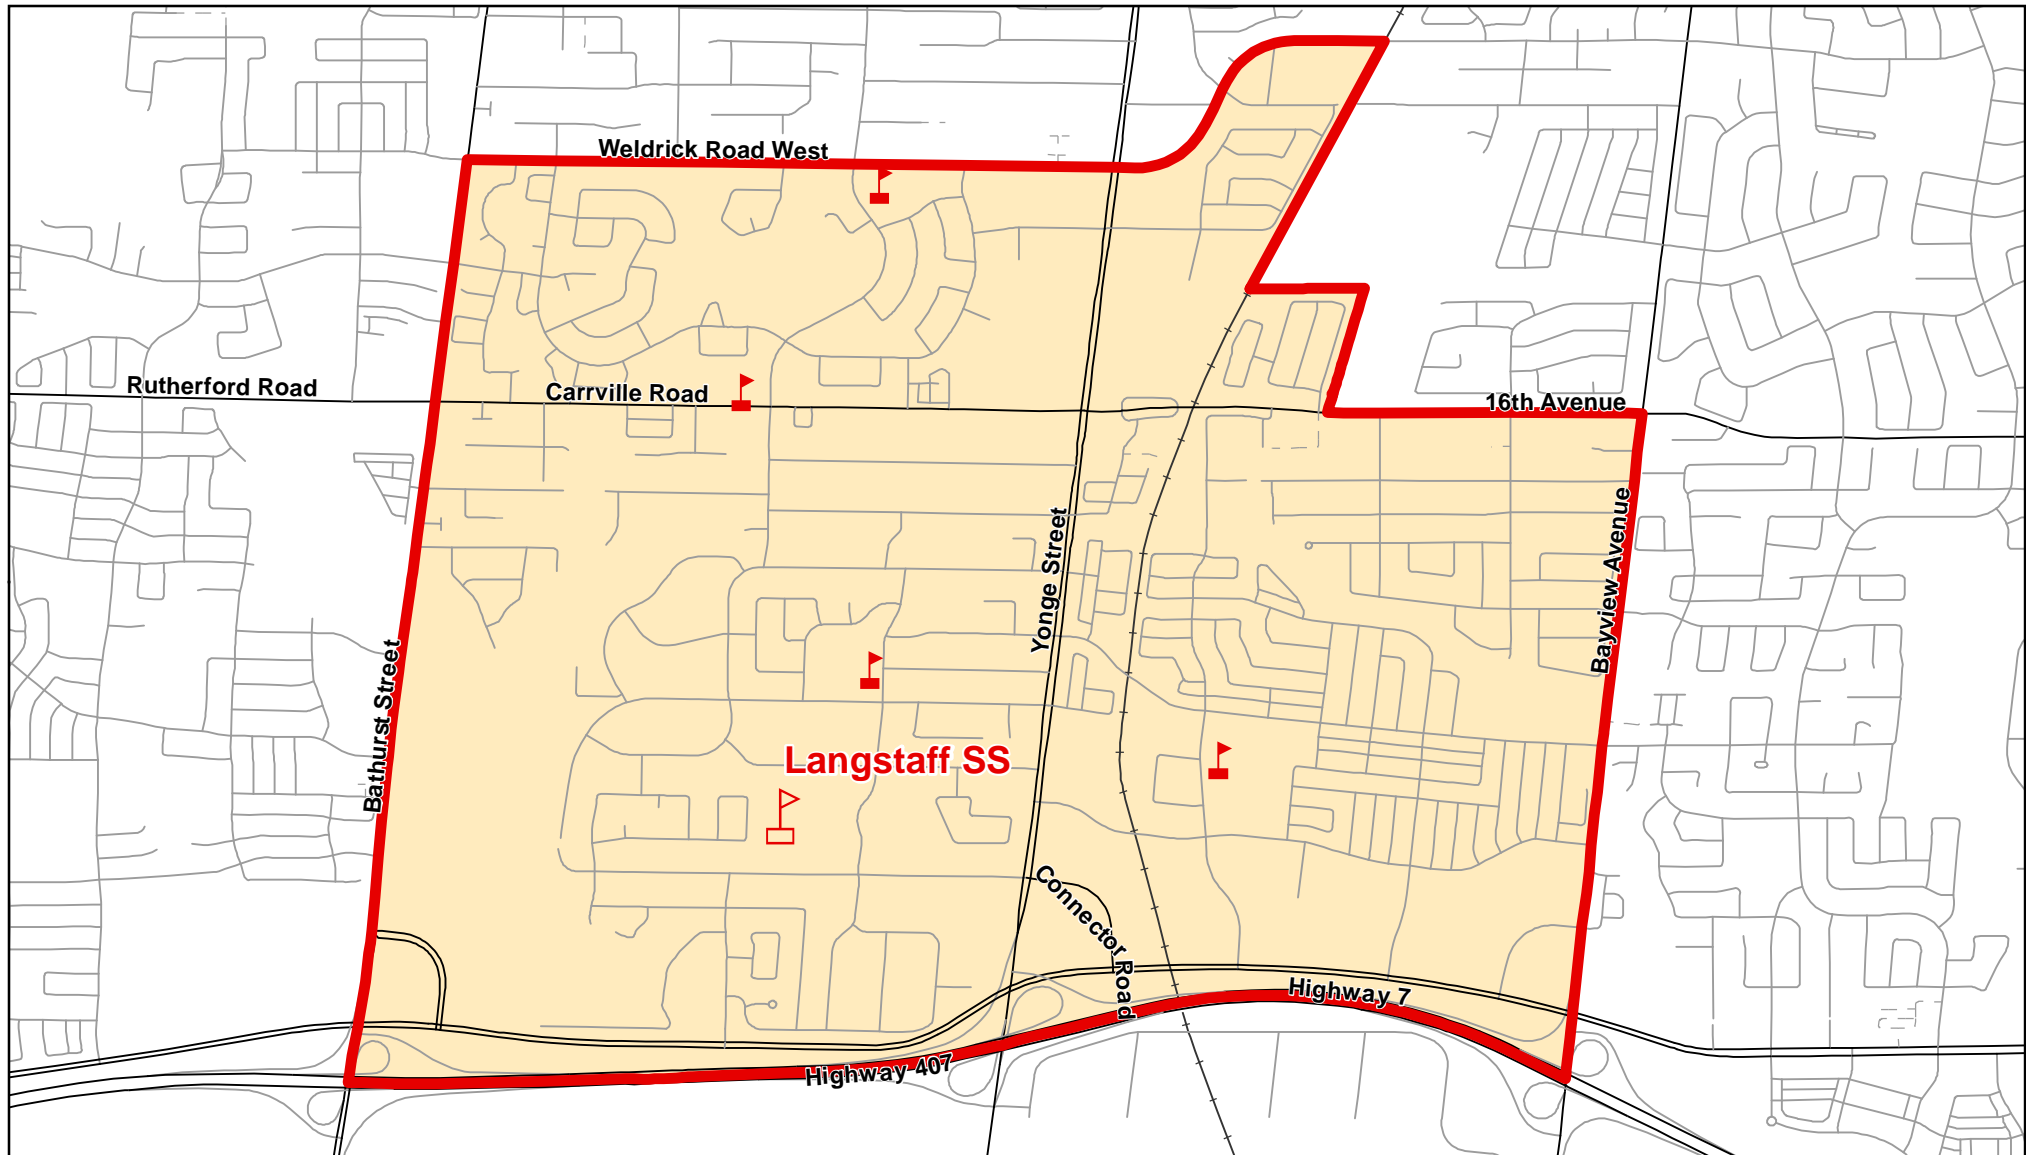 Weldrick Road West
Rutherford Road
Carrville Road
16th Avenue
Yonge Street
Bayview Avenue
Bathurst Street
Langstaff SS
Connector Road
Highway 7
Highway 407